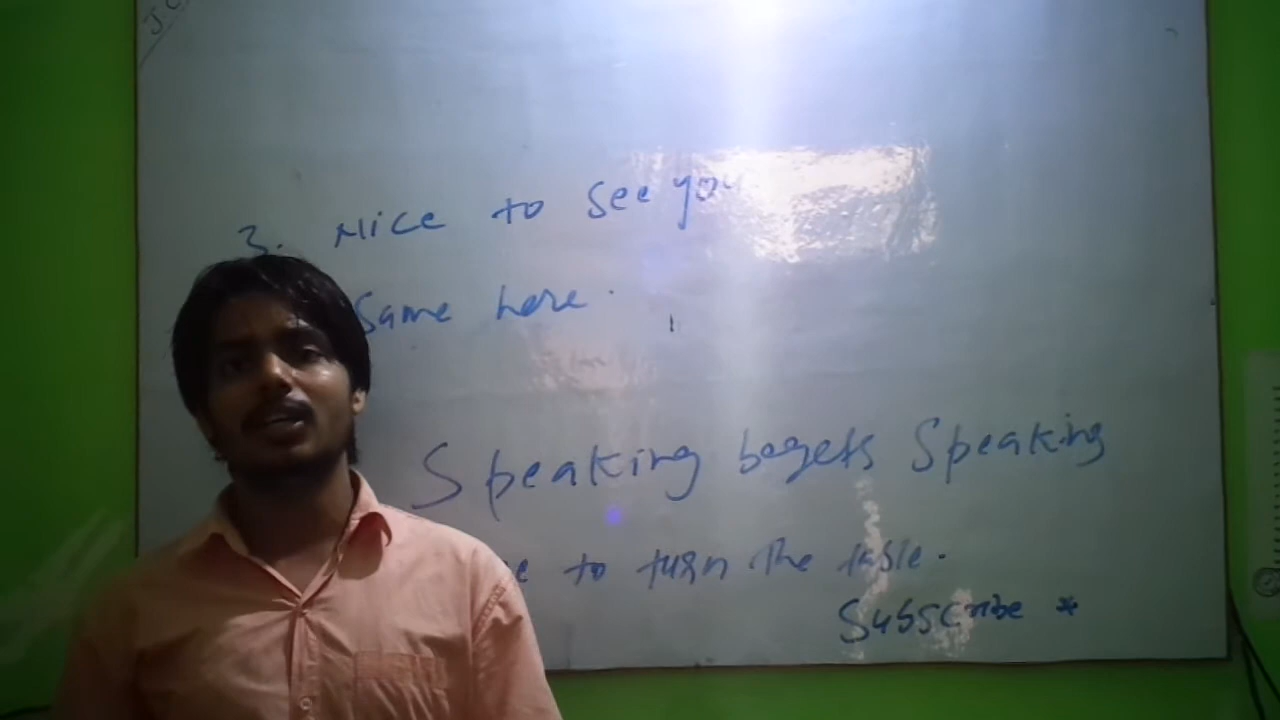 3. Nice to see you
Same here.
Speaking begets Speaking
to turn the table.
Subscribe *